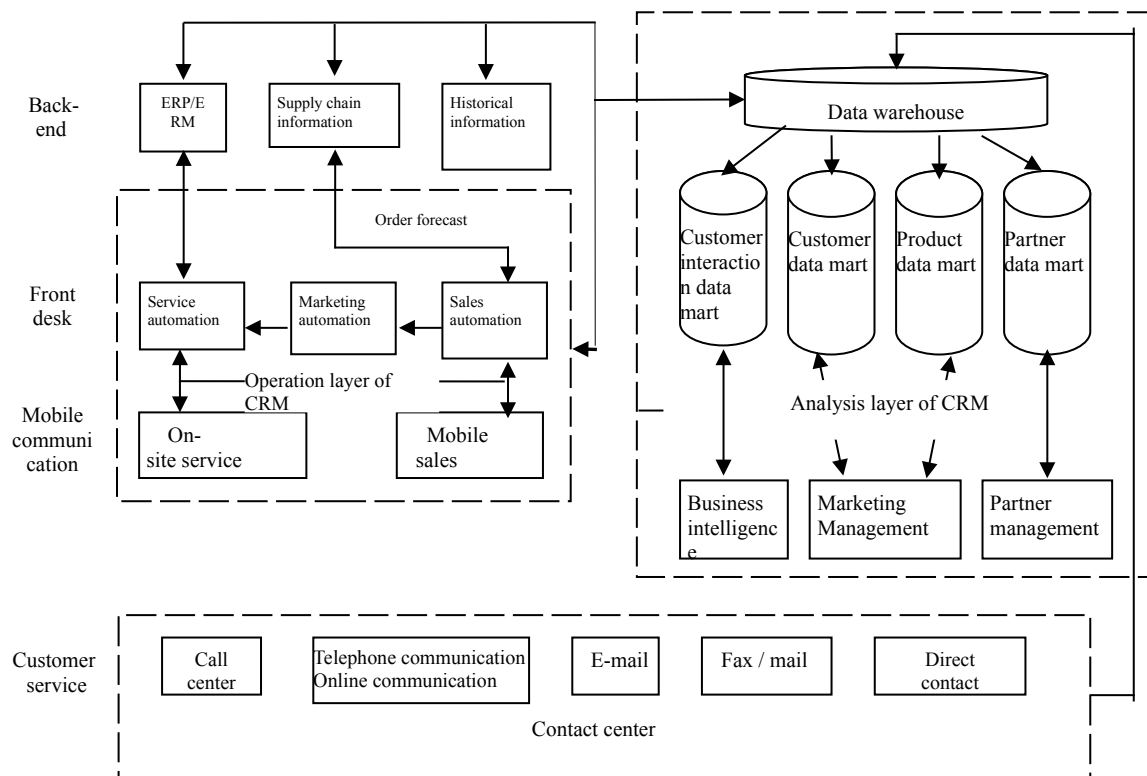 Back-
end
ERP/E
RM
Supply chain
information
Historical
information
Data warehouse
Order forecast
Customer
interactio
n data
mart
Customer
data mart
Product
data mart
Partner
data mart
Front
desk
Service
automation
Marketing
automation
Sales
automation
Operation layer of
CRM
Analysis layer of CRM
Mobile
communi
cation
On-
site service
Mobile
sales
Business
intelligenc
e
Marketing
Management
Partner
management
Customer
service
Call
center
Telephone communication
Online communication
E-mail
Fax / mail
Direct
contact
Contact center